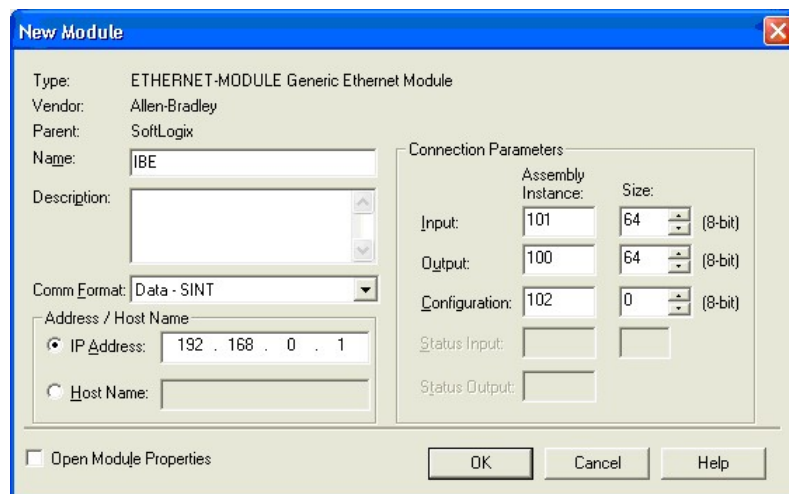 New Module
Type: ETHERNET-MODULE Generic Ethernet Module
Vendor: Allen-Bradley
Parent: SoftLogix
Name: IBE
Description:
Comm Format: Data - SINT
Address / Host Name
IP Address: 192 . 168 . 0 . 1
Host Name:
Connection Parameters
Assembly Instance: Size:
Input: 101 64 (8-bit)
Output: 100 64 (8-bit)
Configuration: 102 0 (8-bit)
Status Input:
Status Output:
Open Module Properties
OK Cancel Help